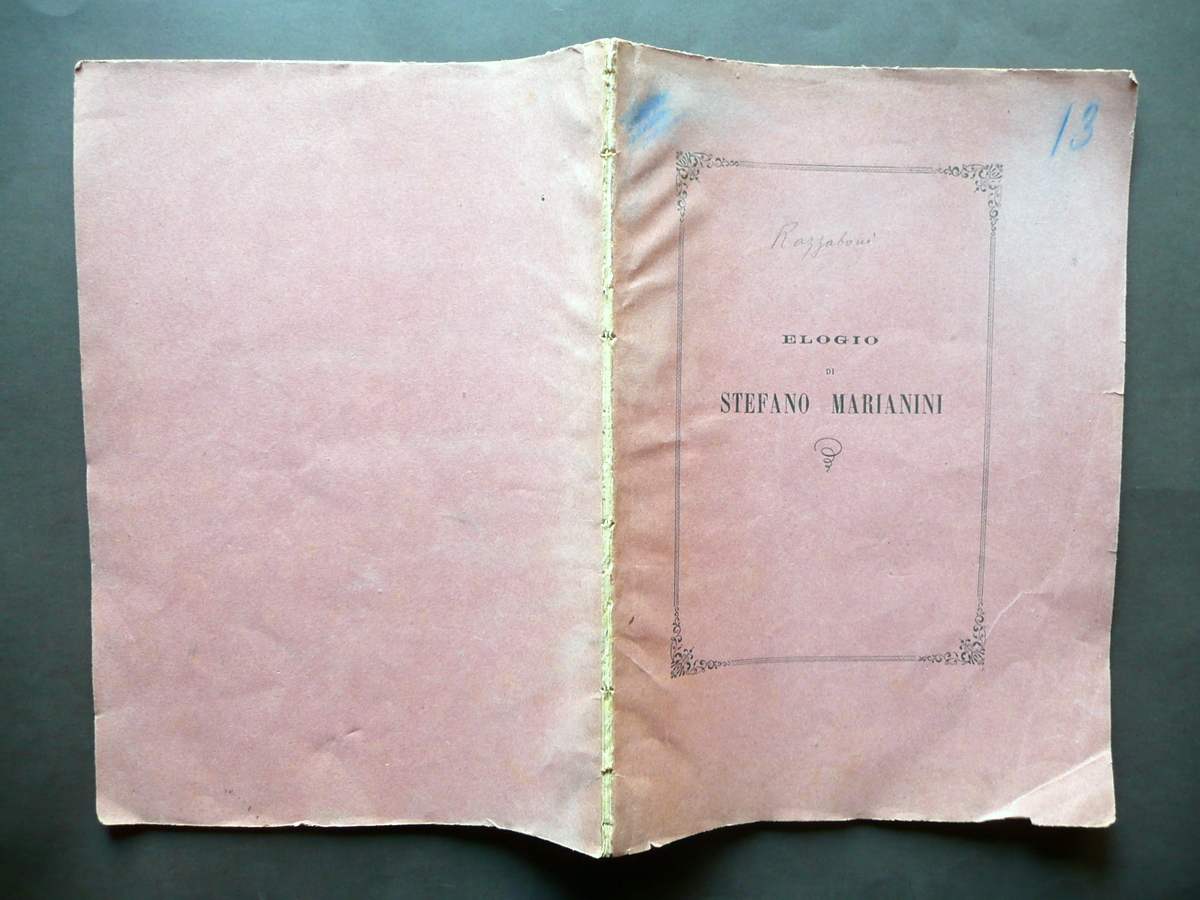 13
Razzaboni
ELOGIO
DI
STEFANO MARIANINI